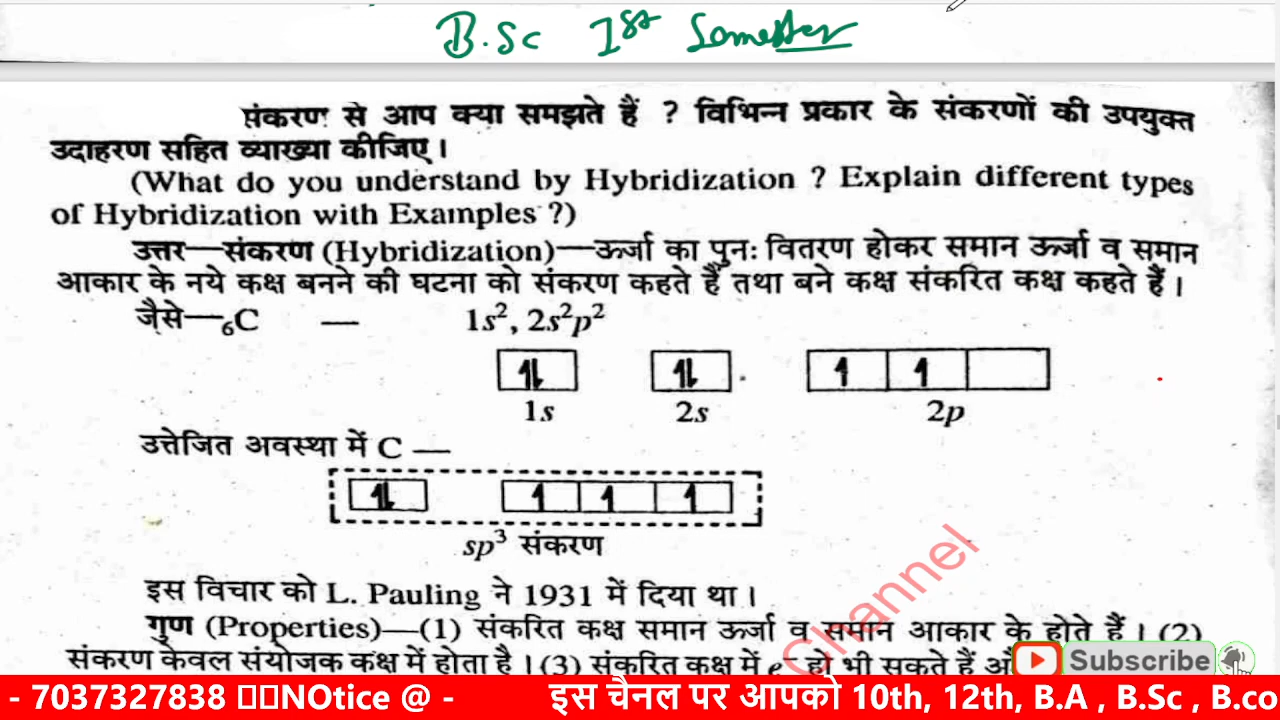 B.Sc 1st Semester
संकरण से आप क्या समझते हैं ? विभिन्न प्रकार के संकरणों की उपयुक्त
उदाहरण सहित व्याख्या कीजिए।
(What do you understand by Hybridization ? Explain different types
of Hybridization with Examples ?)
उत्तर—संकरण (Hybridization)—ऊर्जा का पुनः वितरण होकर समान ऊर्जा व समान
आकार के नये कक्ष बनने की घटना को संकरण कहते हैं तथा बने कक्ष संकरित कक्ष कहते हैं।
जैसे—₆C — 1s², 2s²p²
1s 2s 2p
उत्तेजित अवस्था में C —
sp³ संकरण
इस विचार को L. Pauling ने 1931 में दिया था।
गुण (Properties)—(1) संकरित कक्ष समान ऊर्जा व समान आकार के होते हैं। (2)
संकरण केवल संयोजक कक्ष में होता है। (3) संकरित कक्ष में e⁻ हो भी सकते हैं
Channel
Subscribe
- 7037327838 NOtice @ - इस चैनल पर आपको 10th, 12th, B.A , B.Sc , B.co